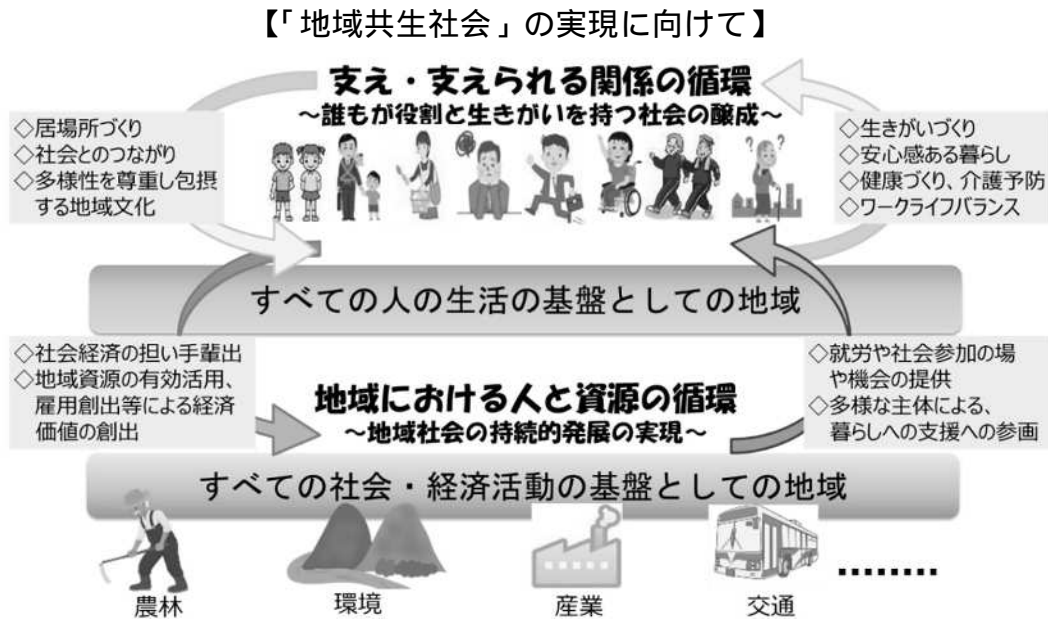 【「地域共生社会」の実現に向けて】
支え・支えられる関係の循環
～誰もが役割と生きがいを持つ社会の醸成～
◇居場所づくり
◇社会とのつながり
◇多様性を尊重し包摂
する地域文化
◇生きがいづくり
◇安心感ある暮らし
◇健康づくり、介護予防
◇ワークライフバランス
? ?
すべての人の生活の基盤としての地域
◇社会経済の担い手輩出
◇地域資源の有効活用、
雇用創出等による経済
価値の創出
地域における人と資源の循環
～地域社会の持続的発展の実現～
◇就労や社会参加の場
や機会の提供
◇多様な主体による、
暮らしへの支援への参画
すべての社会・経済活動の基盤としての地域
農林
環境
産業
交通
………